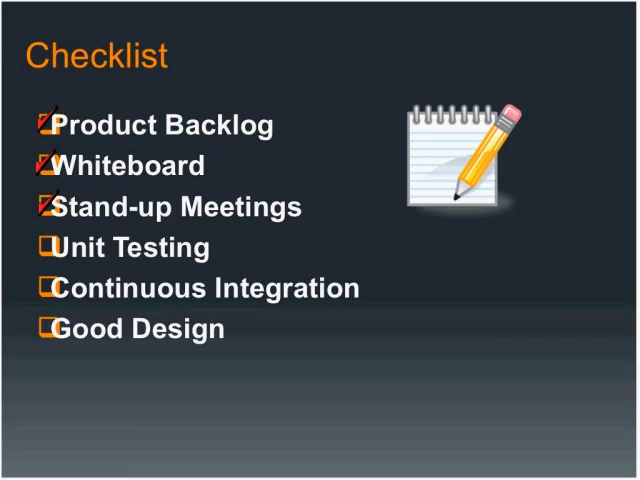 Checklist
Product Backlog
Whiteboard
Stand-up Meetings
Unit Testing
Continuous Integration
Good Design